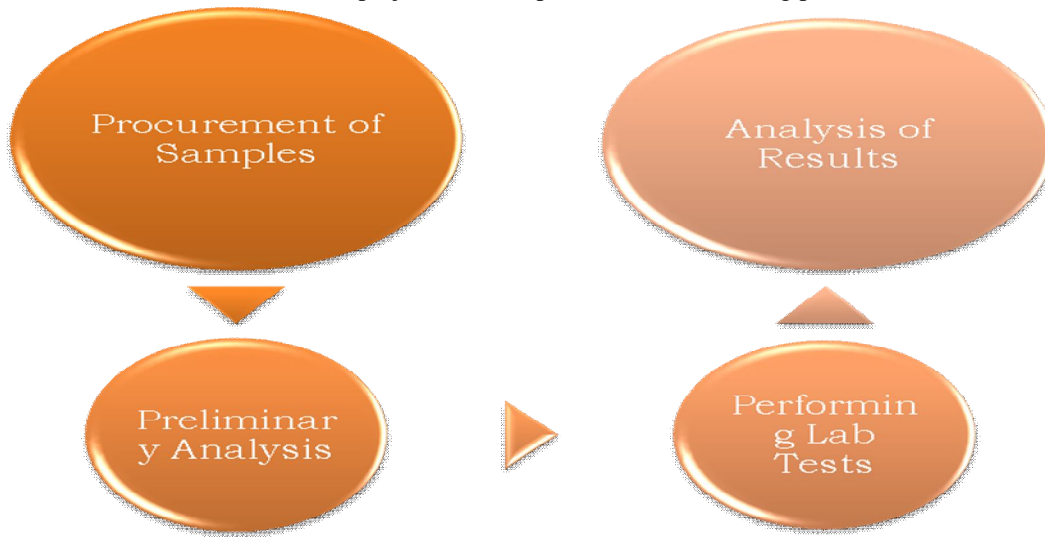 Procurement of
Samples
Preliminar
y Analysis
Performin
g Lab
Tests
Analysis of
Results